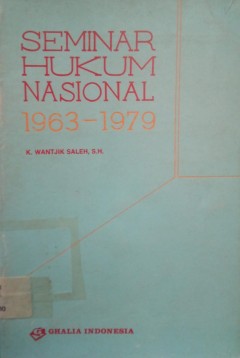 SEMINAR
HUKUM
NASIONAL
1963-1979
K. WANTJIK SALEH, S.H.
GHALIA INDONESIA